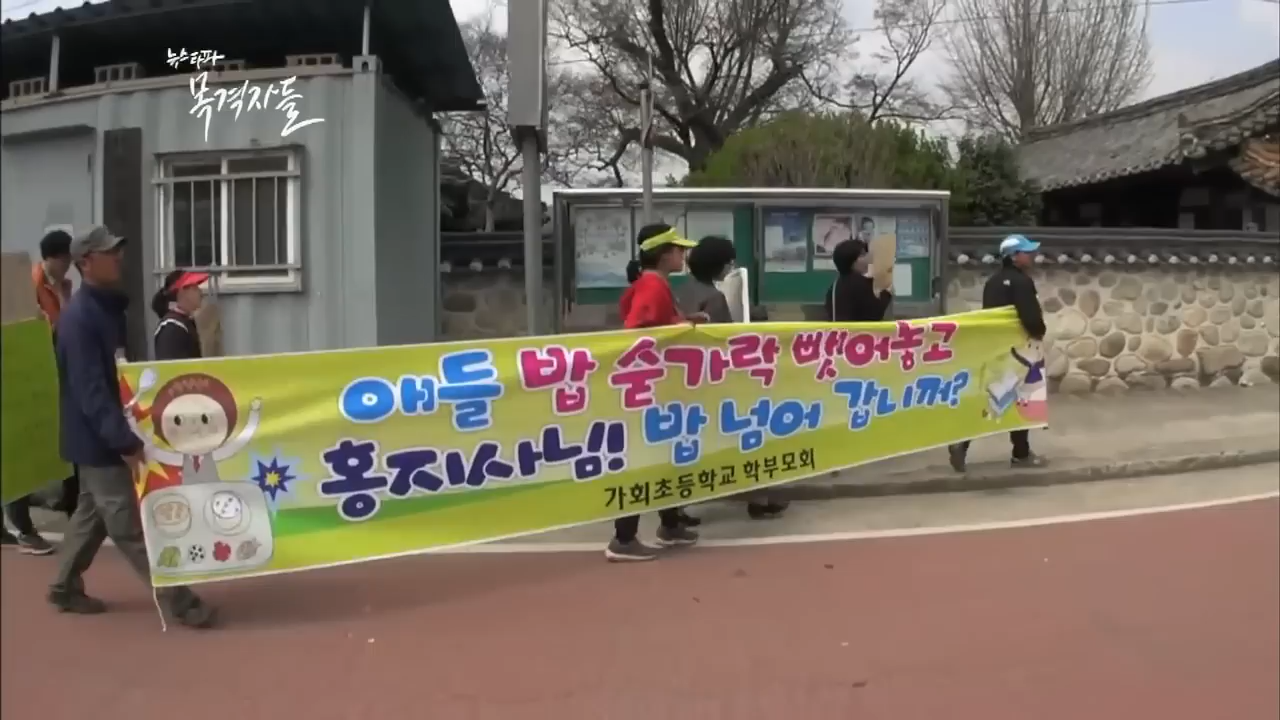 뉴스타파
목격자들
애들 밥 숟가락 뺏어놓고
홍지사님!! 밥 넘어 갑니꺼?
가회초등학교 학부모회